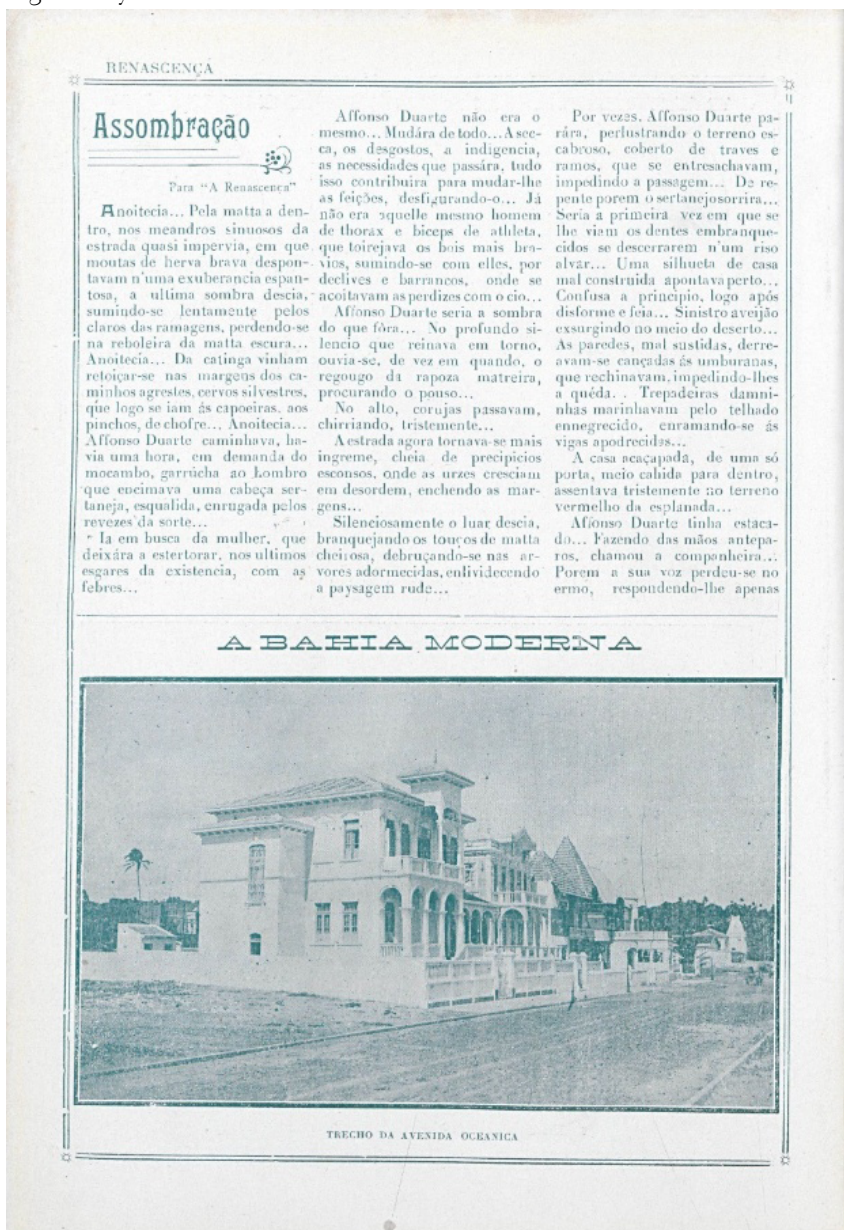 RENASCENÇA
Assombração
Para "A Renascença"
Anoitecia... Pela matta a den-
tro, nos meandros sinuosos da
estrada quasi impervia, em que
moutas de herva brava despon-
tavam n'uma exuberancia espan-
tosa, a ultima sombra descia,
sumindo-se lentamente pelos
claros das ramagens, perdendo-se
na reboleira da matta escura...
Anoitecia... Da catinga vinham
retoiçar-se nas margens dos ca-
minhos agrestes, cervos silvestres,
que logo se iam ás capoeiras, aos
pinchos, de chofre... Anoitecia...
Affonso Duarte caminhava, ha-
via uma hora, em demanda do
mocambo, garrúcha ao hombro
que encimava uma cabeça ser-
taneja, esqualida, enrugada pelos
revezes da sorte...
Ia em busca da mulher, que
deixára a estertorar, nos ultimos
esgares da existencia, com as
febres...
Affonso Duarte não era o
mesmo... Mudára de todo... A sec-
ca, os desgostos, a indigencia,
as necessidades que passára, tudo
isso contribuira para mudar-lhe
as feições, desfigurando-o... Já
não era aquelle mesmo homem
de thorax e biceps de athleta,
que toirejava os bois mais bra-
vios, sumindo-se com elles, por
declives e barrancos, onde se
acoitavam as perdizes com o cio...
Affonso Duarte seria a sombra
do que fôra... No profundo si-
lencio que reinava em torno,
ouvia-se, de vez em quando, o
regougo da rapoza matreira,
procurando o pouso...
No alto, corujas passavam,
chirriando, tristemente...
A estrada agora tornava-se mais
ingreme, cheia de precipicios
esconsos, onde as urzes cresciam
em desordem, enchendo as mar-
gens...
Silenciosamente o luar descia,
branquejando os touços de matta
cheirosa, debruçando-se nas ar-
vores adormecidas, enlividecendo
a paysagem rude...
Por vezes, Affonso Duarte pa-
rára, perlustrando o terreno es-
cabroso, coberto de traves e
ramos, que se entresachavam,
impedindo a passagem... De re-
pente porem o sertanejo sorrira...
Seria a primeira vez em que se
lhe viam os dentes embranque-
cidos se descerrarem n'um riso
alvar... Uma silhueta de casa
mal construida apontava perto...
Confusa a principio, logo após
disforme e feia... Sinistro aveijão
exsurgindo no meio do deserto...
As paredes, mal sustidas, derre-
avam-se cançadas ás umburanas,
que rechinavam, impedindo-lhes
a quéda. . Trepadeiras damni-
nhas marinhavam pelo telhado
ennegrecido, enramando-se ás
vigas apodrecidas...
A casa acaçapada, de uma só
porta, meio cahida para dentro,
assentava tristemente no terreno
vermelho da esplanada...
Affonso Duarte tinha estaca-
do... Fazendo das mãos antepa-
ros, chamou a companheira...
Porem a sua voz perdeu-se no
ermo, respondendo-lhe apenas
A BAHIA MODERNA
TRECHO DA AVENIDA OCEANICA